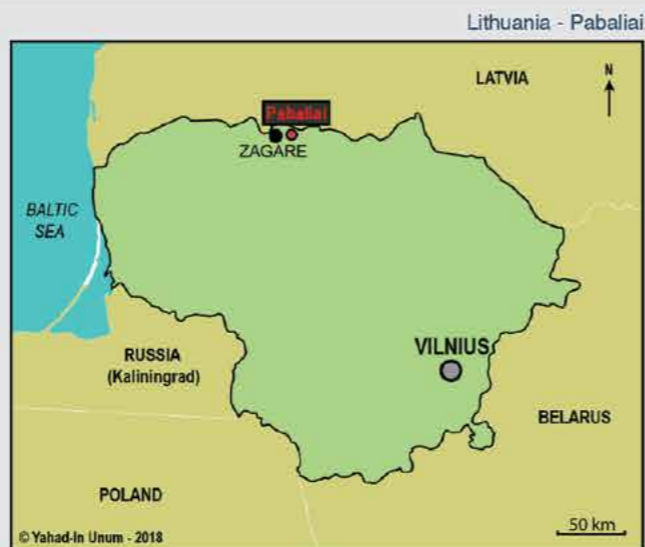 Lithuania - Pabaliai
LATVIA
N
Pabaliai
ZAGARE
BALTIC
SEA
VILNIUS
RUSSIA
(Kaliningrad)
BELARUS
POLAND
50 km
© Yahad-In Unum - 2018